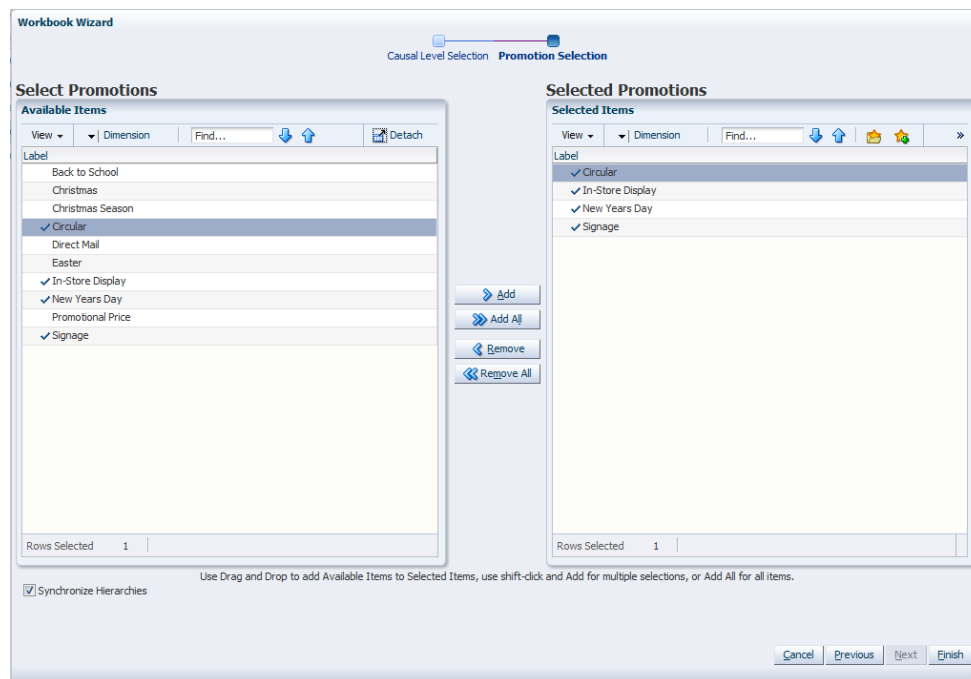 Workbook Wizard
Causal Level Selection Promotion Selection
Select Promotions
Available Items
View Dimension Find... Detach
Label
Back to School
Christmas
Christmas Season
Circular
Direct Mail
Easter
In-Store Display
New Years Day
Promotional Price
Signage
Rows Selected 1
Add
Add All
Remove
Remove All
Selected Promotions
Selected Items
View Dimension Find... »
Label
Circular
In-Store Display
New Years Day
Signage
Rows Selected 1
Use Drag and Drop to add Available Items to Selected Items, use shift-click and Add for multiple selections, or Add All for all items.
Synchronize Hierarchies
Cancel Previous Next Finish